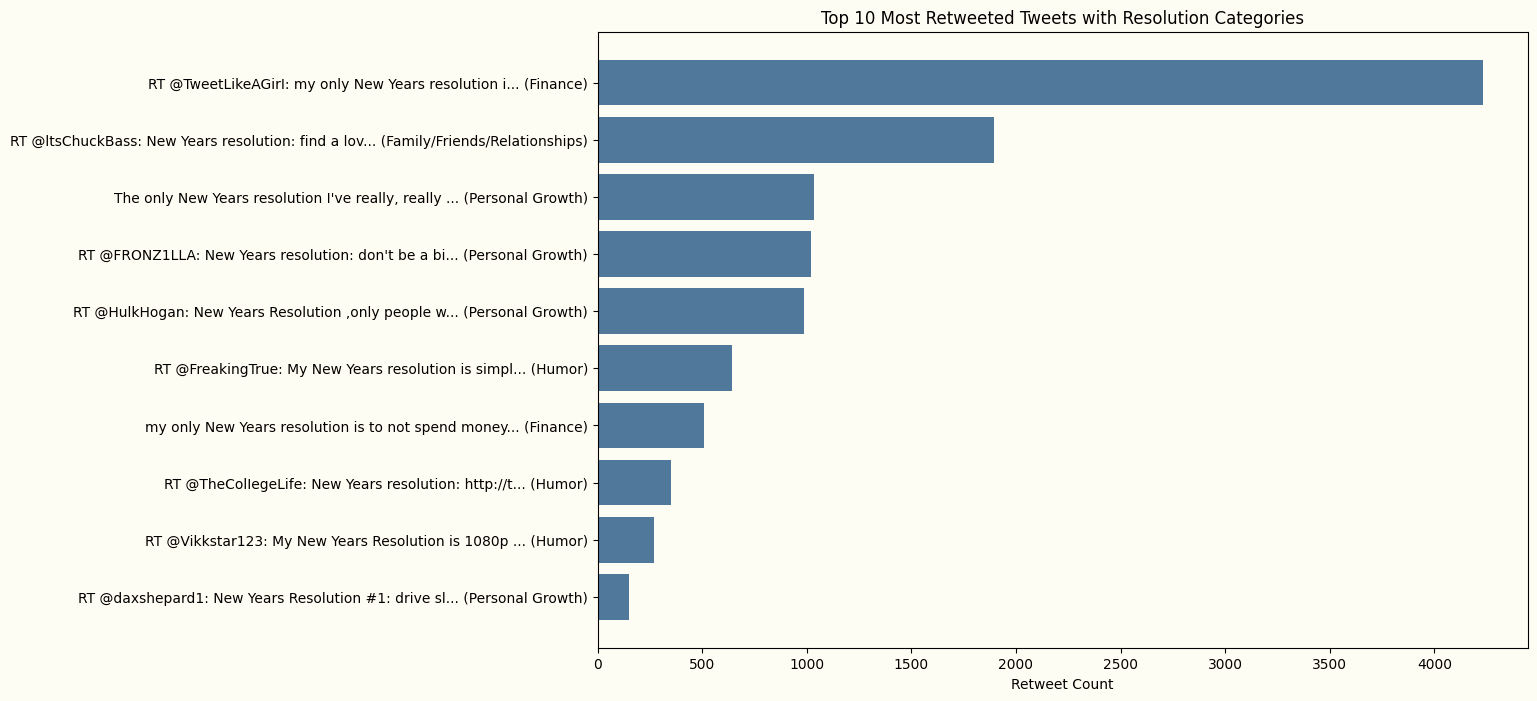 Top 10 Most Retweeted Tweets with Resolution Categories
RT @TweetLikeAGirI: my only New Years resolution i... (Finance)
RT @ltsChuckBass: New Years resolution: find a lov... (Family/Friends/Relationships)
The only New Years resolution I've really, really ... (Personal Growth)
RT @FRONZ1LLA: New Years resolution: don't be a bi... (Personal Growth)
RT @HulkHogan: New Years Resolution ,only people w... (Personal Growth)
RT @FreakingTrue: My New Years resolution is simpl... (Humor)
my only New Years resolution is to not spend money... (Finance)
RT @TheColIegeLife: New Years resolution: http://t... (Humor)
RT @Vikkstar123: My New Years Resolution is 1080p ... (Humor)
RT @daxshepard1: New Years Resolution #1: drive sl... (Personal Growth)
0 500 1000 1500 2000 2500 3000 3500 4000
Retweet Count